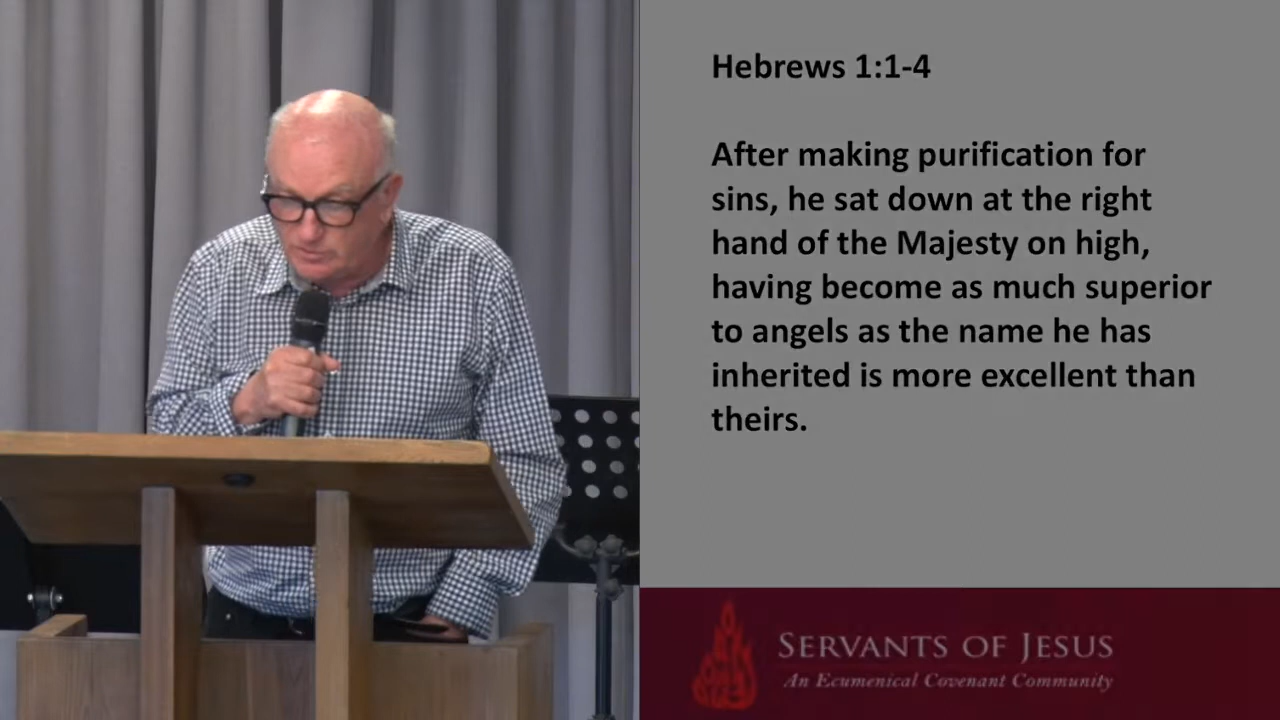 Hebrews 1:1-4
After making purification for
sins, he sat down at the right
hand of the Majesty on high,
having become as much superior
to angels as the name he has
inherited is more excellent than
theirs.
SERVANTS OF JESUS
An Ecumenical Covenant Community